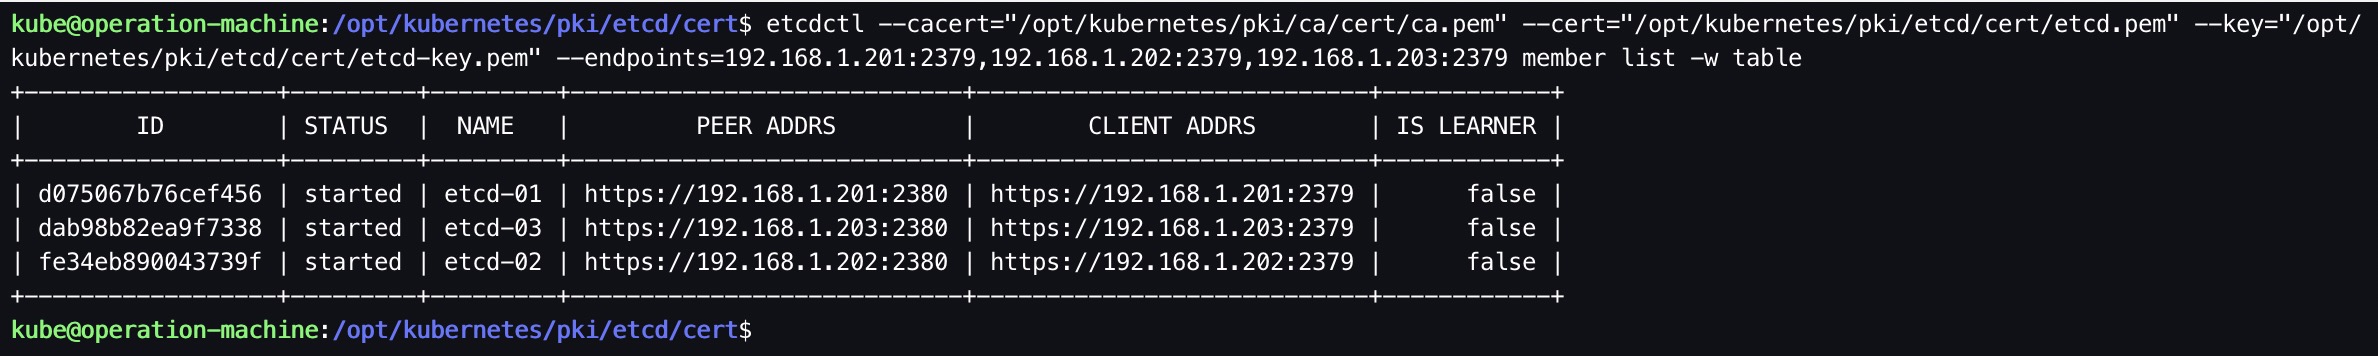 kube@operation-machine:/opt/kubernetes/pki/etcd/cert$ etcdctl --cacert="/opt/kubernetes/pki/ca/cert/ca.pem" --cert="/opt/kubernetes/pki/etcd/cert/etcd.pem" --key="/opt/
kubernetes/pki/etcd/cert/etcd-key.pem" --endpoints=192.168.1.201:2379,192.168.1.202:2379,192.168.1.203:2379 member list -w table
+------------------+---------+---------+----------------------------+----------------------------+------------+
|        ID        | STATUS  |  NAME   |         PEER ADDRS         |        CLIENT ADDRS        | IS LEARNER |
+------------------+---------+---------+----------------------------+----------------------------+------------+
| d075067b76cef456 | started | etcd-01 | https://192.168.1.201:2380 | https://192.168.1.201:2379 |      false |
| dab98b82ea9f7338 | started | etcd-03 | https://192.168.1.203:2380 | https://192.168.1.203:2379 |      false |
| fe34eb890043739f | started | etcd-02 | https://192.168.1.202:2380 | https://192.168.1.202:2379 |      false |
+------------------+---------+---------+----------------------------+----------------------------+------------+
kube@operation-machine:/opt/kubernetes/pki/etcd/cert$